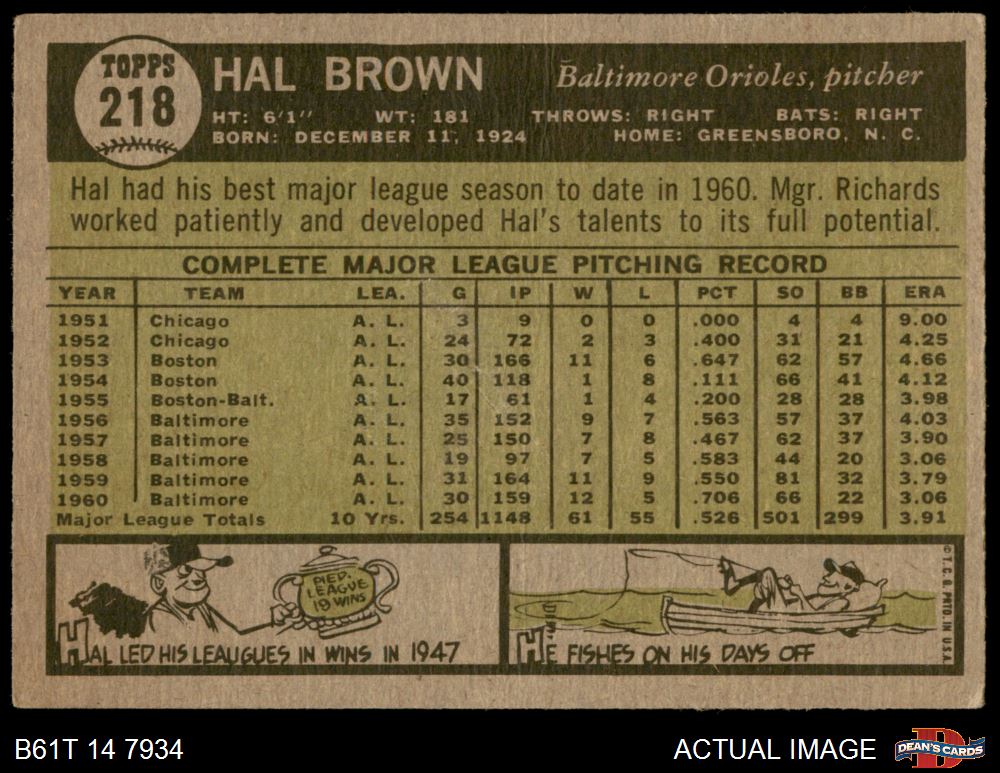 TOPPS
218
HAL BROWN
Baltimore Orioles, pitcher
HT: 6'1" WT: 181 THROWS: RIGHT BATS: RIGHT
BORN: DECEMBER 11, 1924 HOME: GREENSBORO, N. C.
Hal had his best major league season to date in 1960. Mgr. Richards
worked patiently and developed Hal's talents to its full potential.
COMPLETE MAJOR LEAGUE PITCHING RECORD
YEAR TEAM LEA. G IP W L PCT SO BB ERA
1951 Chicago A. L. 3 9 0 0 .000 4 4 9.00
1952 Chicago A. L. 24 72 2 3 .400 31 21 4.25
1953 Boston A. L. 30 166 11 6 .647 62 57 4.66
1954 Boston A. L. 40 118 1 8 .111 66 41 4.12
1955 Boston-Balt. A. L. 17 61 1 4 .200 28 28 3.98
1956 Baltimore A. L. 35 152 9 7 .563 57 37 4.03
1957 Baltimore A. L. 25 150 7 8 .467 62 37 3.90
1958 Baltimore A. L. 19 97 7 5 .583 44 20 3.06
1959 Baltimore A. L. 31 164 11 9 .550 81 32 3.79
1960 Baltimore A. L. 30 159 12 5 .706 66 22 3.06
Major League Totals 10 Yrs. 254 1148 61 55 .526 501 299 3.91
PIED.
LEAGUE
19 WINS
HAL LED HIS LEAUGUES IN WINS IN 1947
HE FISHES ON HIS DAYS OFF
© T. C. G. PRTD. IN U.S.A.
B61T 14 7934
ACTUAL IMAGE
DEAN'S CARDS